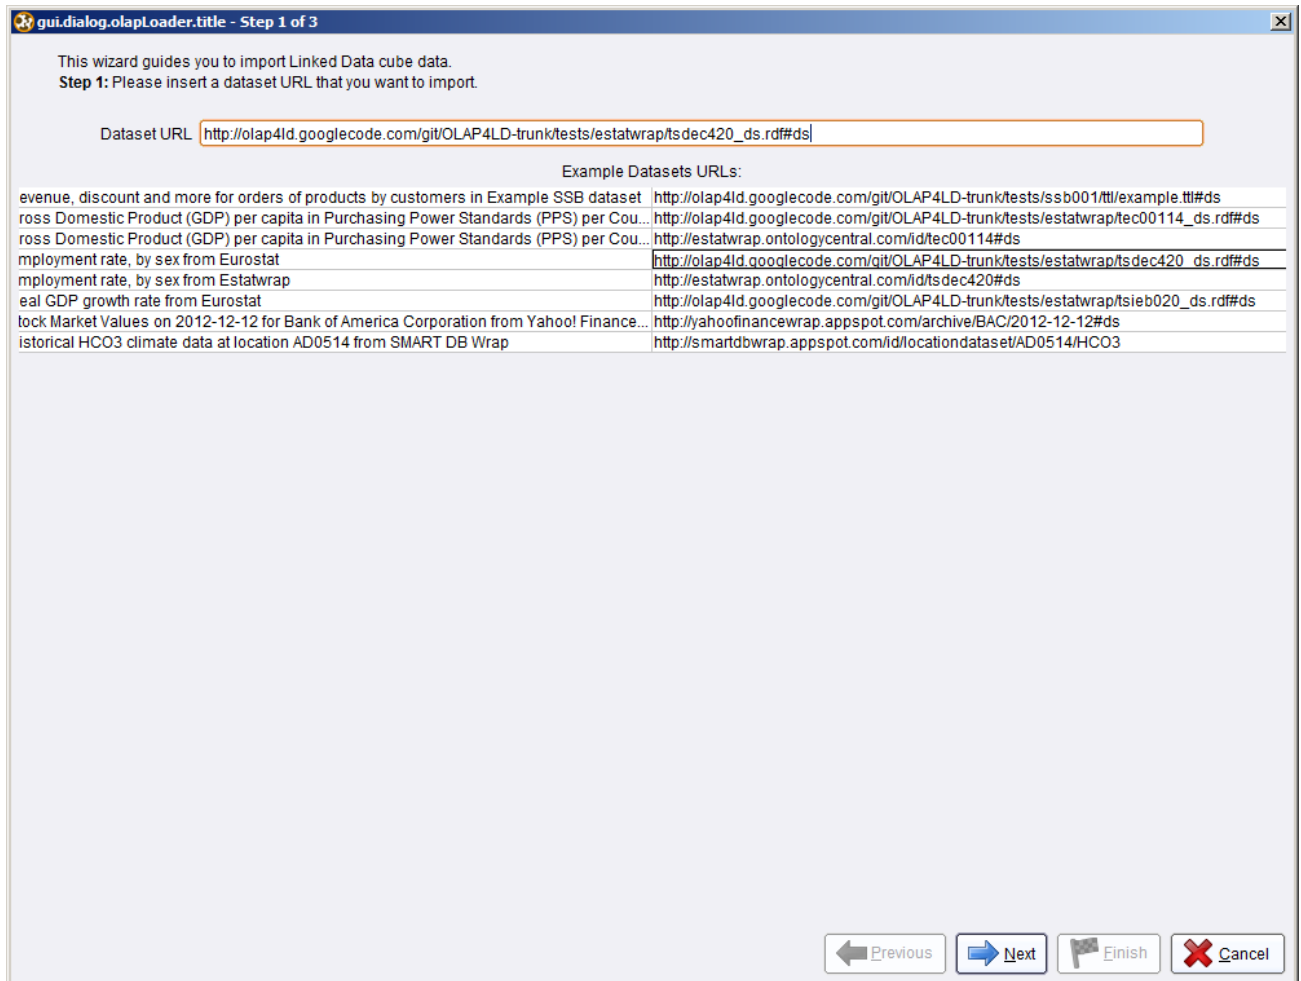 gui.dialog.olapLoader.title - Step 1 of 3
This wizard guides you to import Linked Data cube data.
Step 1: Please insert a dataset URL that you want to import.
Dataset URL http://olap4ld.googlecode.com/git/OLAP4LD-trunk/tests/estatwrap/tsdec420_ds.rdf#ds
Example Datasets URLs:
evenue, discount and more for orders of products by customers in Example SSB dataset http://olap4ld.googlecode.com/git/OLAP4LD-trunk/tests/ssb001/ttl/example.ttl#ds
ross Domestic Product (GDP) per capita in Purchasing Power Standards (PPS) per Cou... http://olap4ld.googlecode.com/git/OLAP4LD-trunk/tests/estatwrap/tec00114_ds.rdf#ds
ross Domestic Product (GDP) per capita in Purchasing Power Standards (PPS) per Cou... http://estatwrap.ontologycentral.com/id/tec00114#ds
mployment rate, by sex from Eurostat http://olap4ld.googlecode.com/git/OLAP4LD-trunk/tests/estatwrap/tsdec420_ds.rdf#ds
mployment rate, by sex from Estatwrap http://estatwrap.ontologycentral.com/id/tsdec420#ds
eal GDP growth rate from Eurostat http://olap4ld.googlecode.com/git/OLAP4LD-trunk/tests/estatwrap/tsieb020_ds.rdf#ds
tock Market Values on 2012-12-12 for Bank of America Corporation from Yahoo! Finance... http://yahoofinancewrap.appspot.com/archive/BAC/2012-12-12#ds
istorical HCO3 climate data at location AD0514 from SMART DB Wrap http://smartdbwrap.appspot.com/id/locationdataset/AD0514/HCO3
Previous Next Finish Cancel